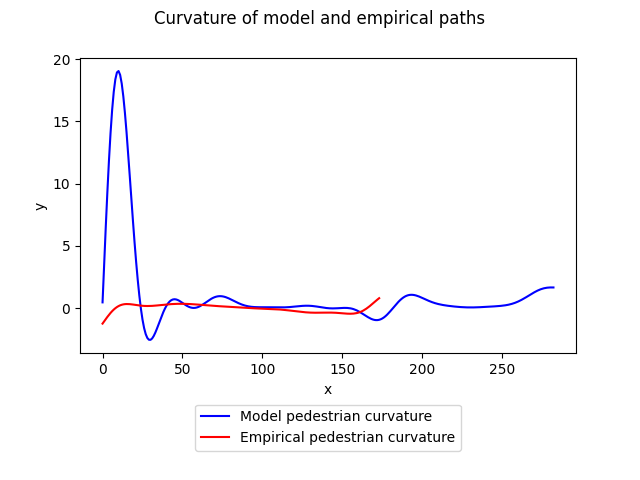 Curvature of model and empirical paths
20
15
10
5
0
y
0 50 100 150 200 250
x
Model pedestrian curvature
Empirical pedestrian curvature